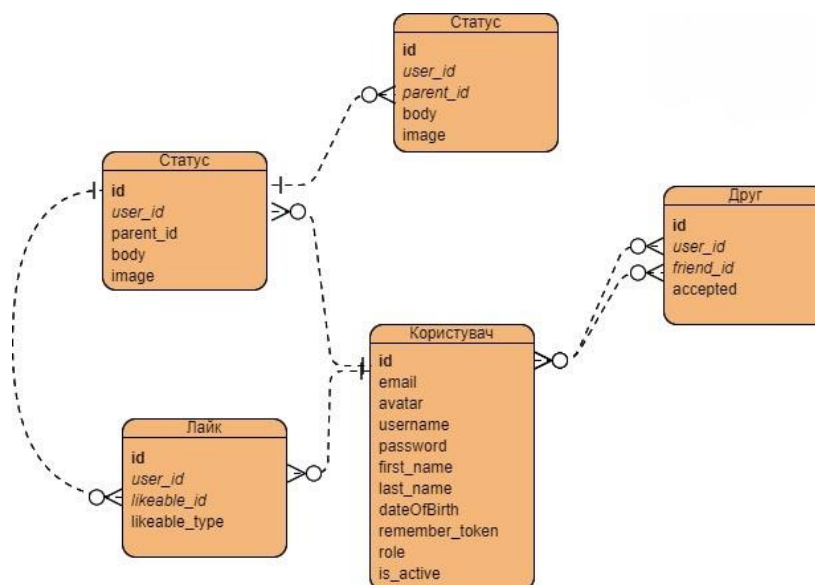 Статус
id
user_id
parent_id
body
image
Статус
id
user_id
parent_id
body
image
Друг
id
user_id
friend_id
accepted
Користувач
id
email
avatar
username
password
first_name
last_name
dateOfBirth
remember_token
role
is_active
Лайк
id
user_id
likeable_id
likeable_type